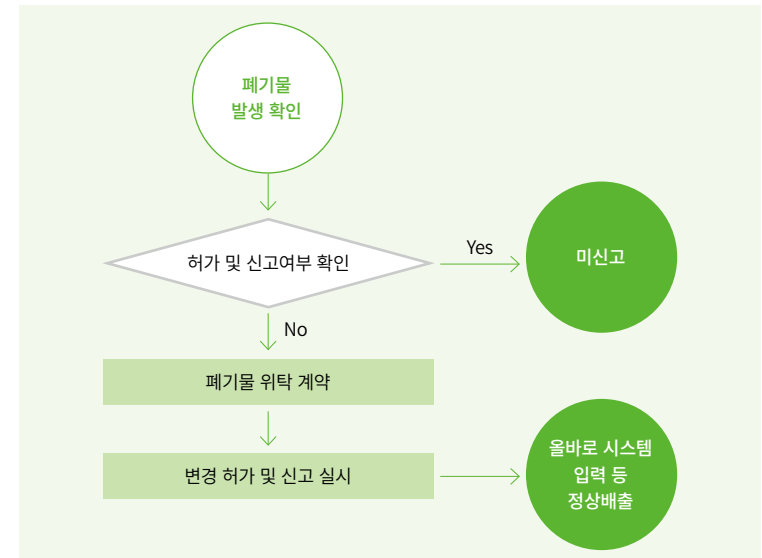 폐기물
발생 확인
허가 및 신고여부 확인
Yes
미신고
No
폐기물 위탁 계약
변경 허가 및 신고 실시
올바로 시스템
입력 등
정상배출